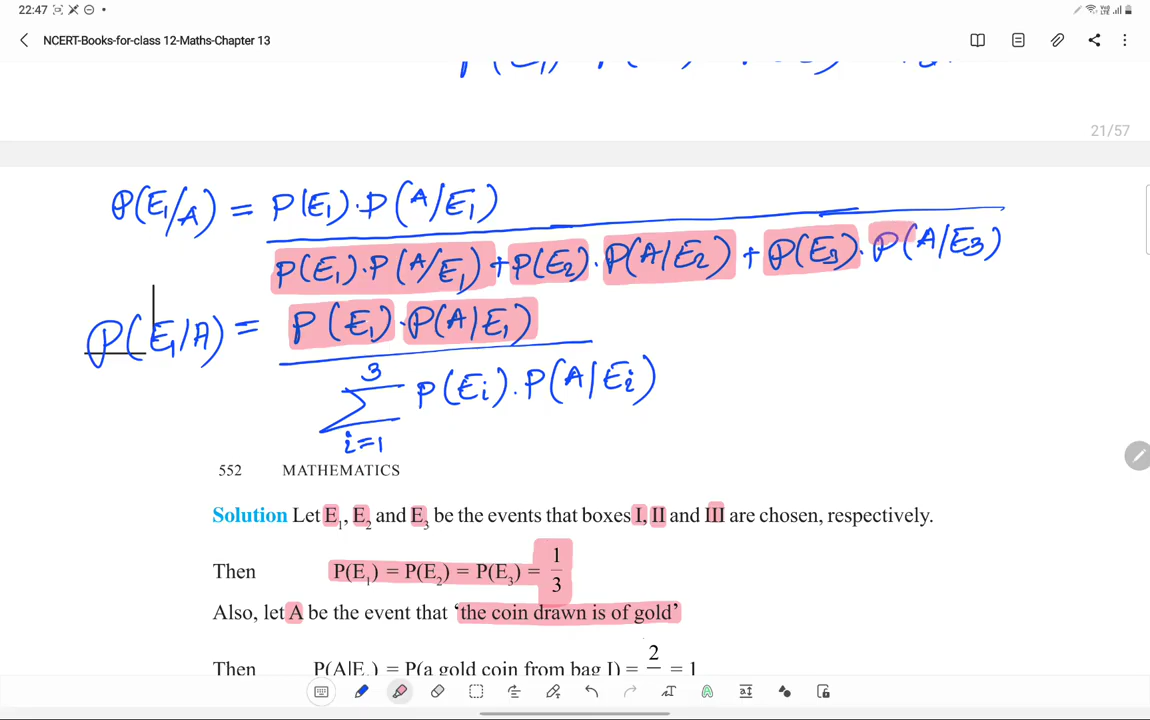 22:47
NCERT-Books-for-class 12-Maths-Chapter 13
21/57
P(E₁/A) = P(E₁)·P(A/E₁)
P(E₁)·P(A/E₁)+P(E₂)·P(A|E₂)+P(E₃)·P(A/E3)
P(E₁/A) = P(E₁)·P(A|E₁)
3
∑ P(Ei).P(A|Ei)
i=1
552 MATHEMATICS
Solution Let E₁, E₂ and E₃ be the events that boxes I, II and III are chosen, respectively.
Then P(E₁) = P(E₂) = P(E₃) = 1/3
Also, let A be the event that ‘the coin drawn is of gold’
Then P(A|E₁) = P(a gold coin from bag I) = 2/ = 1